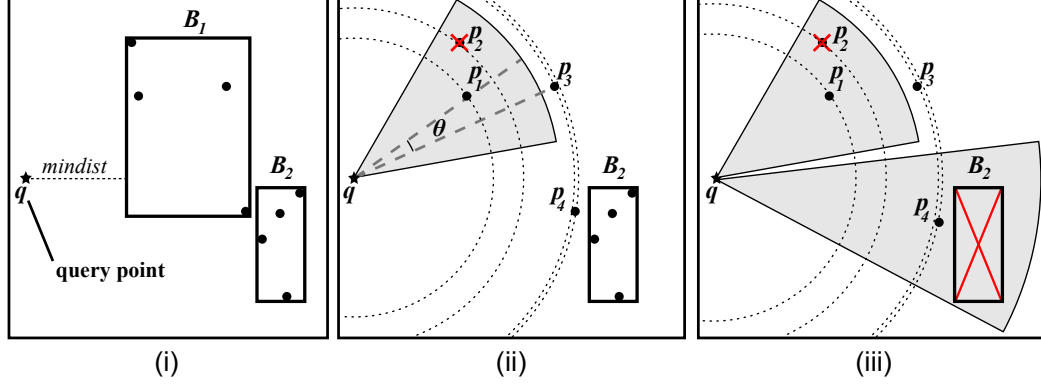 B1
mindist
B2
q
query point
(i)
p2
p3
p1
θ
B2
q
p4
(ii)
p2
p3
p1
B2
q
p4
(iii)